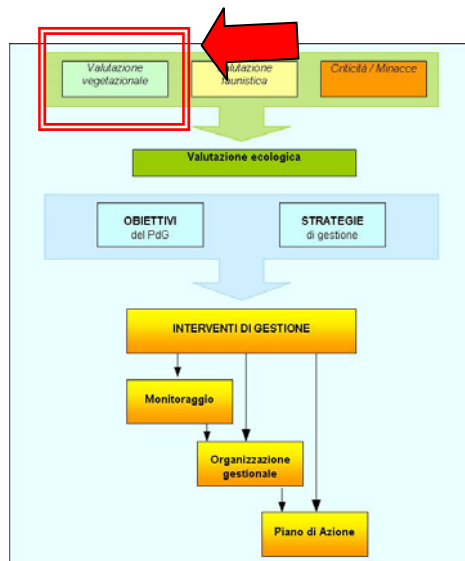 Valutazione
vegetazionale
Valutazione
faunistica
Criticità / Minacce
Valutazione ecologica
OBIETTIVI
del PdG
STRATEGIE
di gestione
INTERVENTI DI GESTIONE
Monitoraggio
Organizzazione
gestionale
Piano di Azione